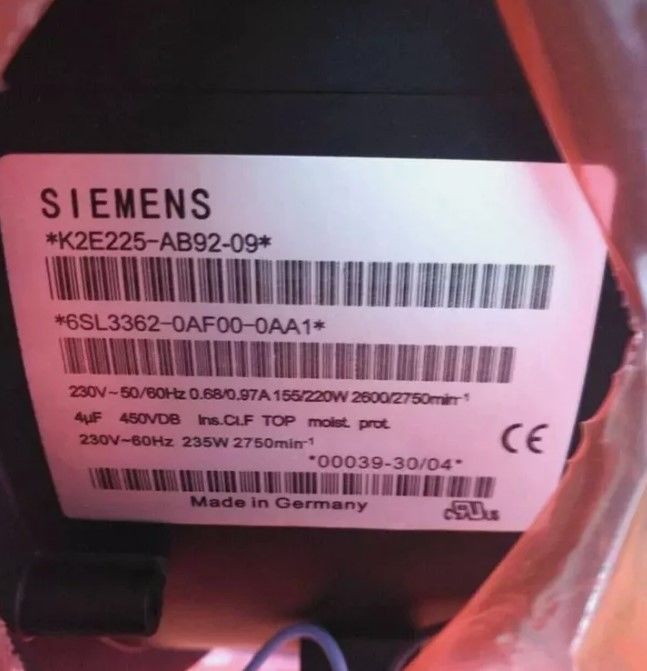 SIEMENS
*K2E225-AB92-09*
*6SL3362-0AF00-0AA1*
230V~50/60Hz 0.68/0.97A 155/220W 2600/2750min⁻¹
4µF 450VDB Ins.Cl.F TOP moist. prot.
230V~60Hz 235W 2750min⁻¹
*00039-30/04*
CE
Made in Germany
c RU us